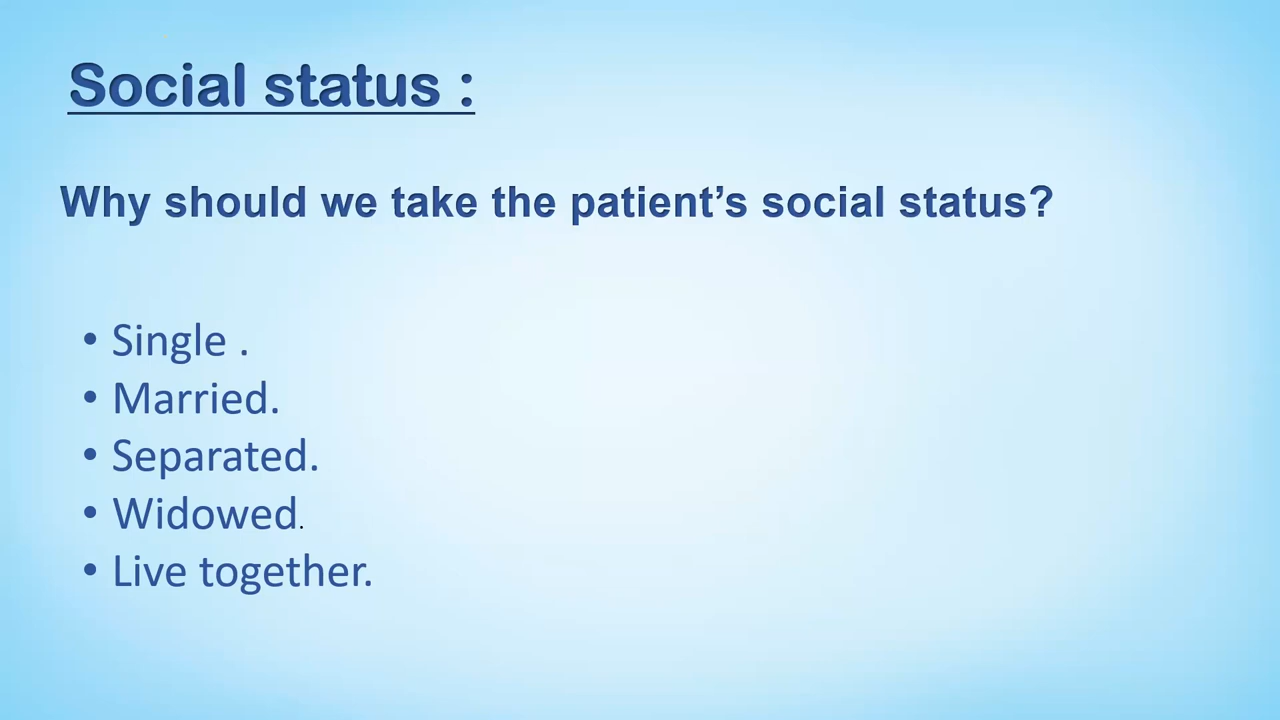 Social status :
Why should we take the patient’s social status?
• Single .
• Married.
• Separated.
• Widowed.
• Live together.